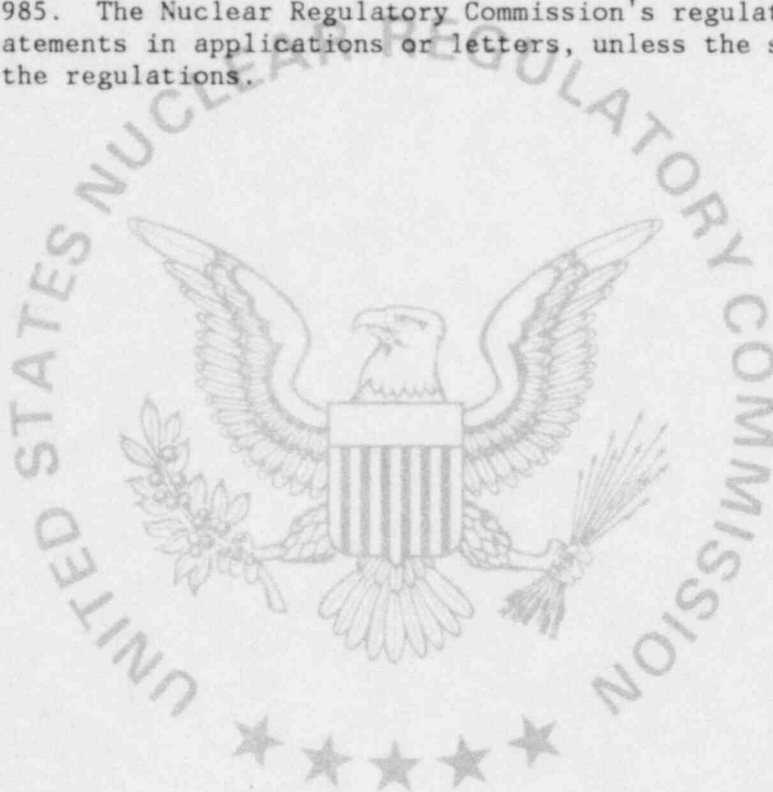 985.   The Nuclear Regulatory Commission's regulat
atements in applications or letters, unless the s
the regulations.
UNITED STATES NUCLEAR REGULATORY COMMISSION